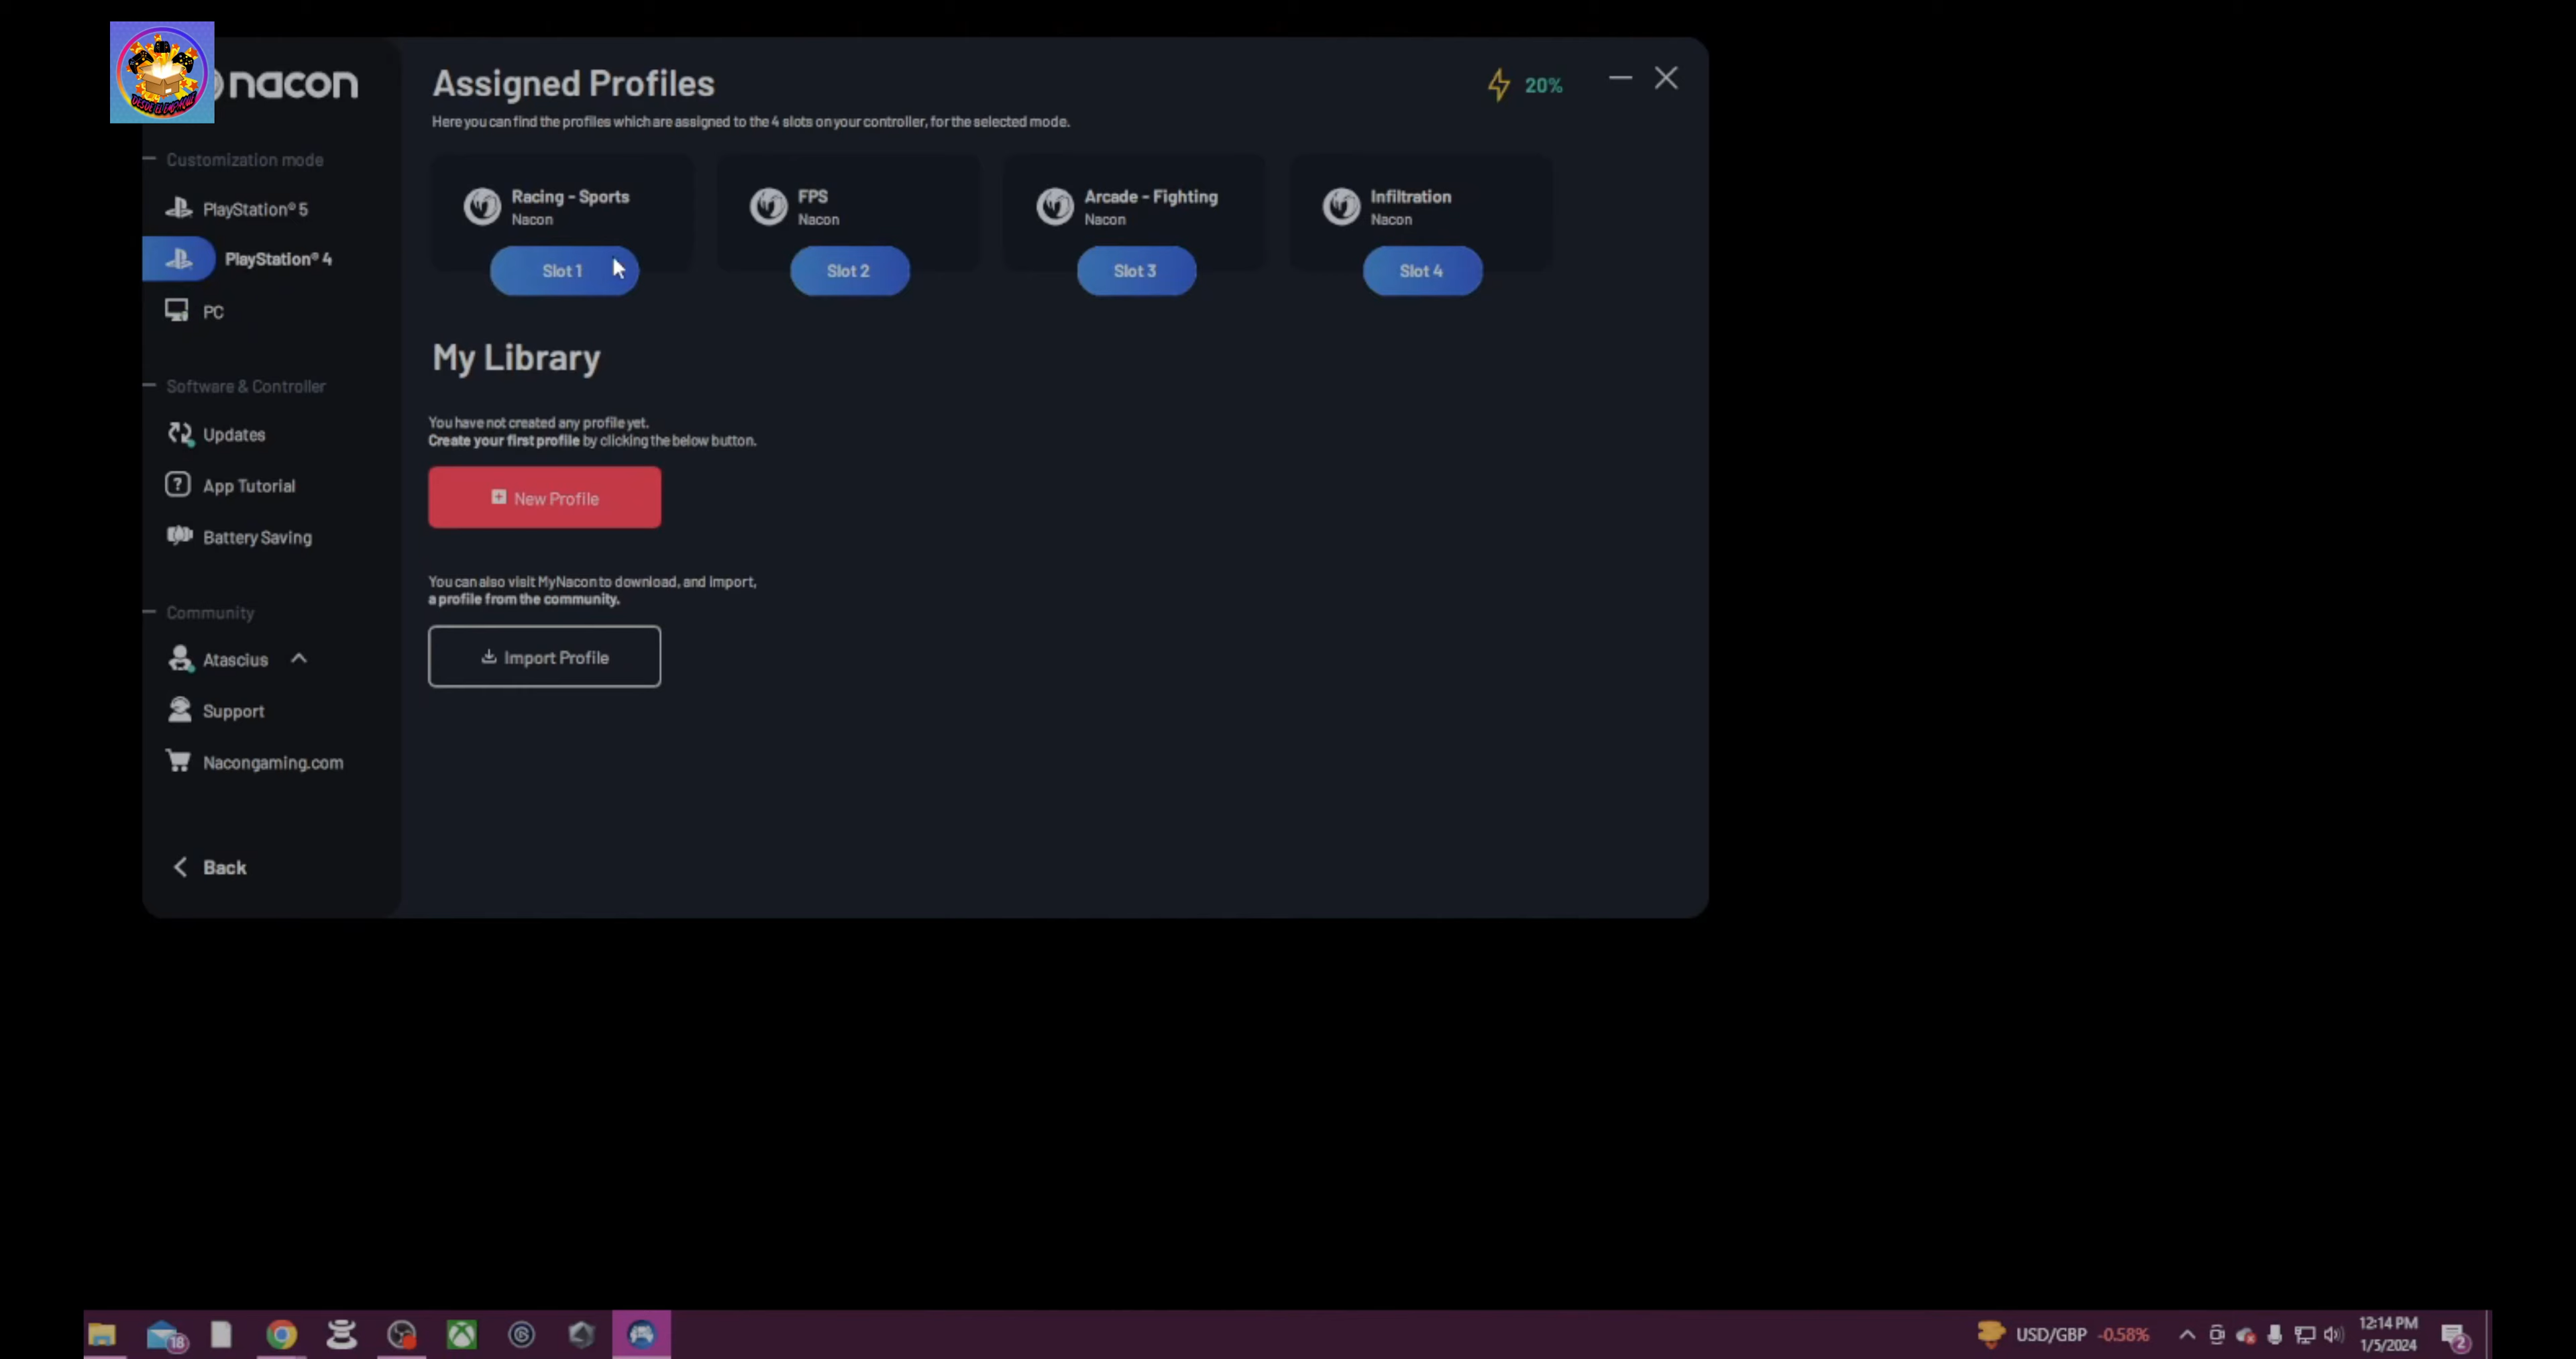 nacon
Assigned Profiles
20%
Here you can find the profiles which are assigned to the 4 slots on your controller, for the selected mode.
Customization mode
PlayStation® 5
PlayStation® 4
PC
Racing - Sports
Nacon
Slot 1
FPS
Nacon
Slot 2
Arcade - Fighting
Nacon
Slot 3
Infiltration
Nacon
Slot 4
My Library
Software & Controller
Updates
App Tutorial
Battery Saving
You have not created any profile yet.
Create your first profile by clicking the below button.
New Profile
You can also visit MyNacon to download, and import,
a profile from the community.
Import Profile
Community
Atascius
Support
Nacongaming.com
Back
18
USD/GBP -0.58%
12:14 PM
1/5/2024
2